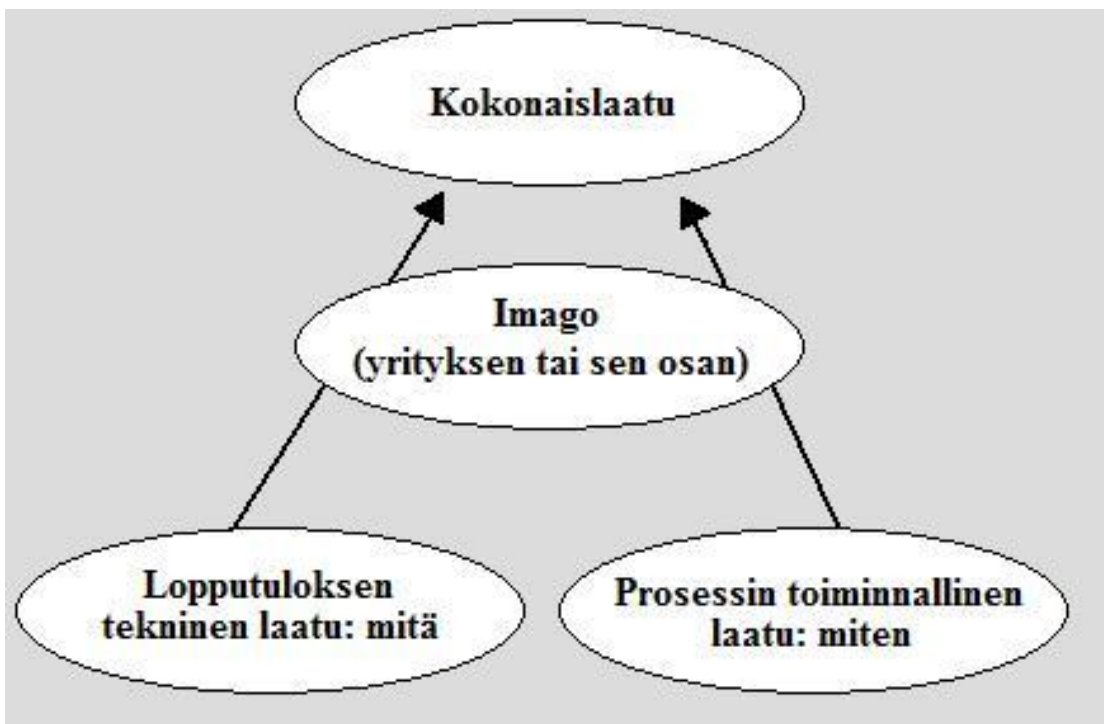 Kokonaislaatu
Imago
(yrityksen tai sen osan)
Lopputuloksen
tekninen laatu: mitä
Prosessin toiminnallinen
laatu: miten